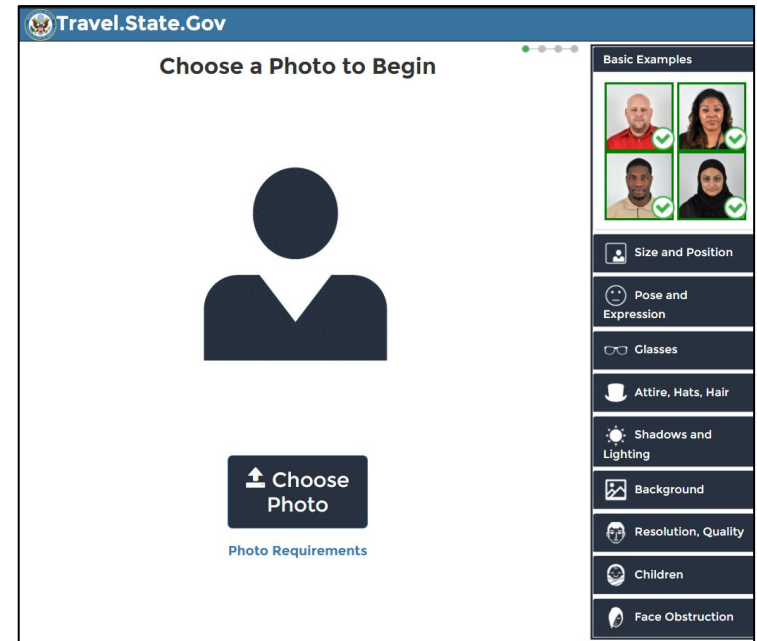 Travel.State.Gov
Choose a Photo to Begin
Choose
Photo
Photo Requirements
Basic Examples
Size and Position
Pose and
Expression
Glasses
Attire, Hats, Hair
Shadows and
Lighting
Background
Resolution, Quality
Children
Face Obstruction